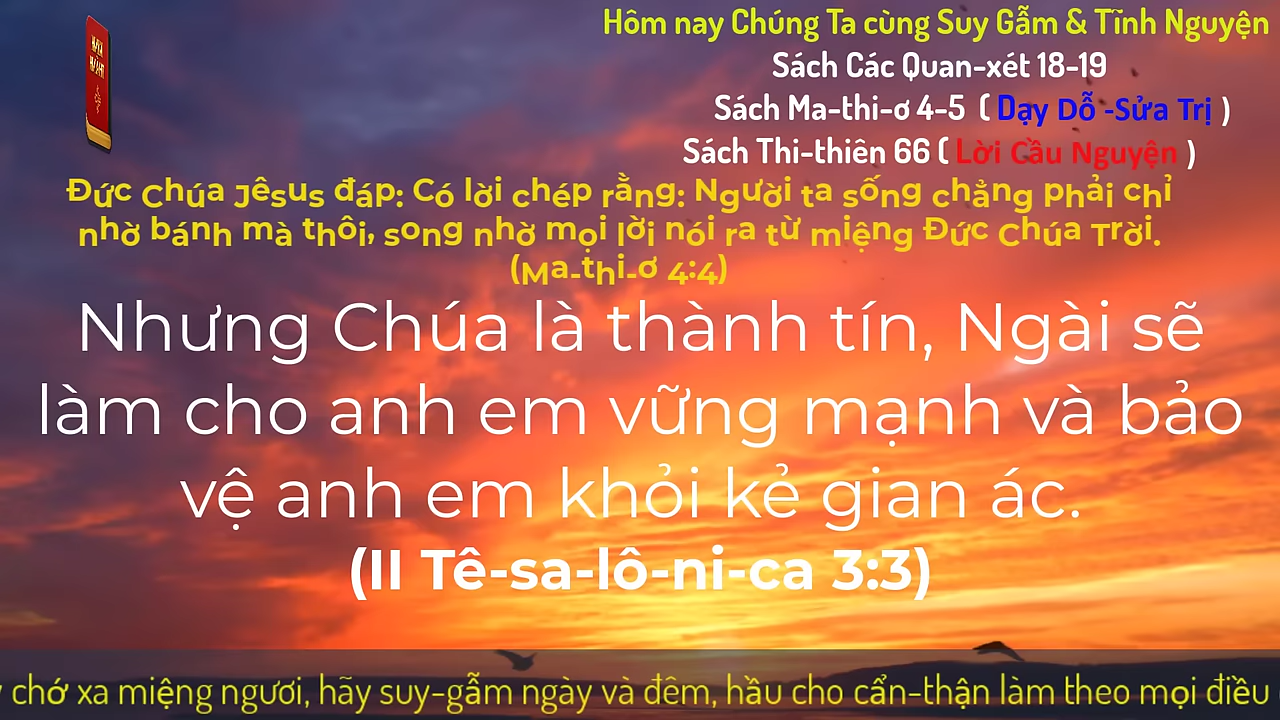 Hôm nay Chúng Ta cùng Suy Gẫm & Tĩnh Nguyện
Sách Các Quan-xét 18-19
Sách Ma-thi-ơ 4-5 ( Dạy Dỗ -Sửa Trị )
Sách Thi-thiên 66 ( Lời Cầu Nguyện )
Đức Chúa Jêsus đáp: Có lời chép rằng: Người ta sống chẳng phải chỉ
nhờ bánh mà thôi, song nhờ mọi lời nói ra từ miệng Đức Chúa Trời.
(Ma-thi-ơ 4:4)
Nhưng Chúa là thành tín, Ngài sẽ
làm cho anh em vững mạnh và bảo
vệ anh em khỏi kẻ gian ác.
(II Tê-sa-lô-ni-ca 3:3)
chớ xa miệng ngươi, hãy suy-gẫm ngày và đêm, hầu cho cẩn-thận làm theo mọi điều